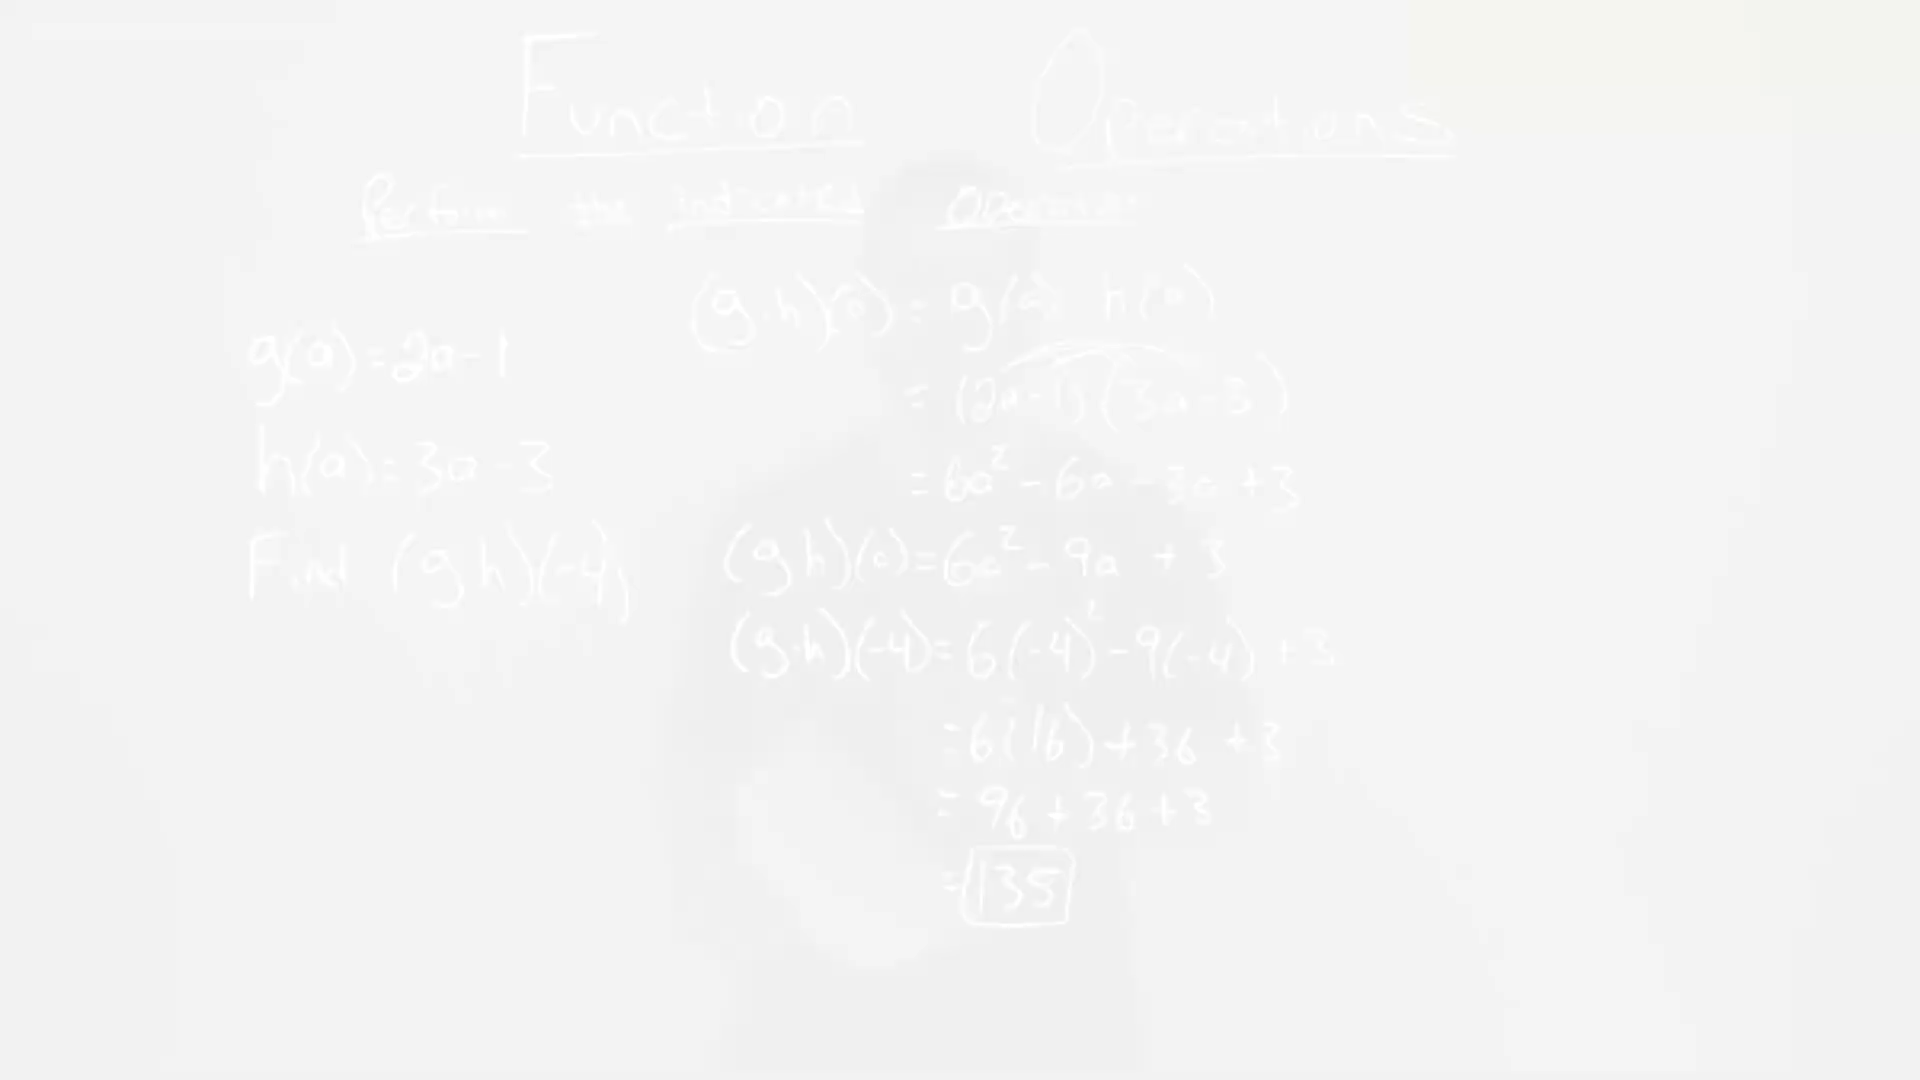 Function Operations
Perform the indicated operation
g(a)=2a-1
h(a)=3a-3
Find (g·h)(-4)
(g·h)(a)=g(a)·h(a)
=(2a-1)(3a-3)
=6a²-6a-3a+3
(g·h)(a)=6a²-9a+3
(g·h)(-4)=6(-4)²-9(-4)+3
=6(16)+36+3
=96+36+3
=135